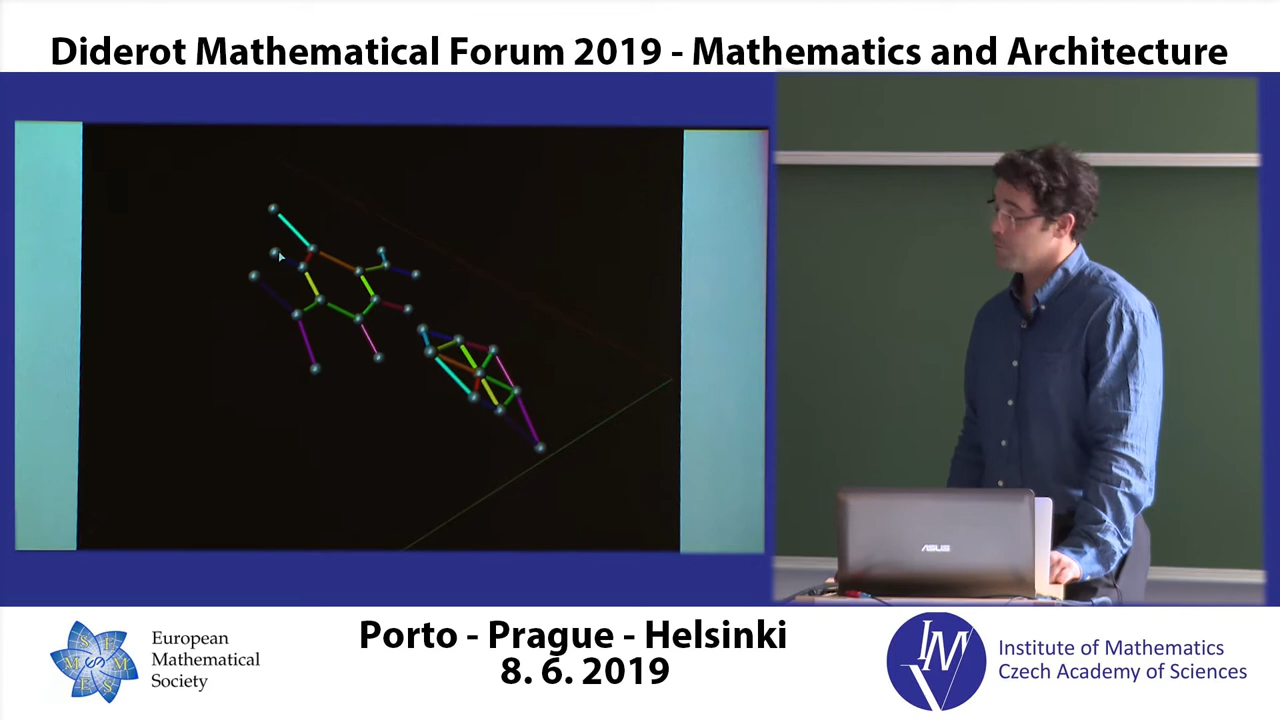 Diderot Mathematical Forum 2019 - Mathematics and Architecture
ASUS
European
Mathematical
Society
Porto - Prague - Helsinki
8. 6. 2019
IM
Institute of Mathematics
Czech Academy of Sciences